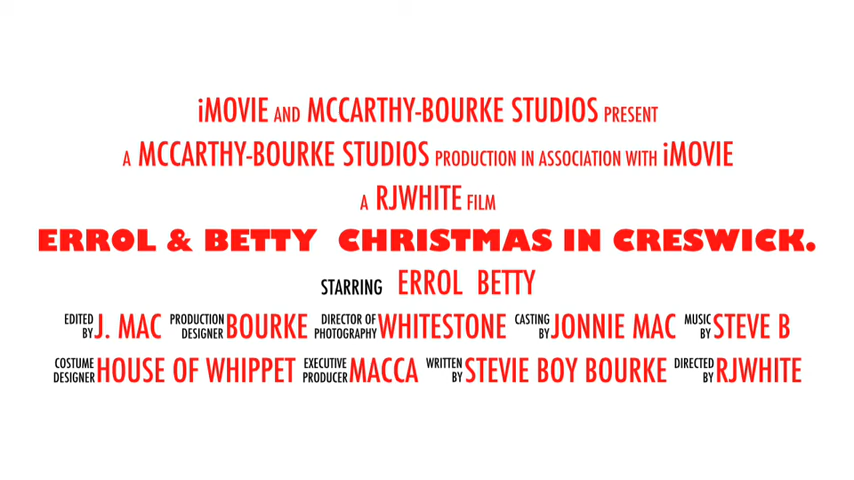 iMOVIE AND MCCARTHY-BOURKE STUDIOS PRESENT
A MCCARTHY-BOURKE STUDIOS PRODUCTION IN ASSOCIATION WITH iMOVIE
A RJWHITE FILM
ERROL & BETTY CHRISTMAS IN CRESWICK.
STARRING ERROL BETTY
EDITED BY J. MAC PRODUCTION DESIGNER BOURKE DIRECTOR OF PHOTOGRAPHY WHITESTONE CASTING BY JONNIE MAC MUSIC BY STEVE B
COSTUME DESIGNER HOUSE OF WHIPPET EXECUTIVE PRODUCER MACCA WRITTEN BY STEVIE BOY BOURKE DIRECTED BY RJWHITE